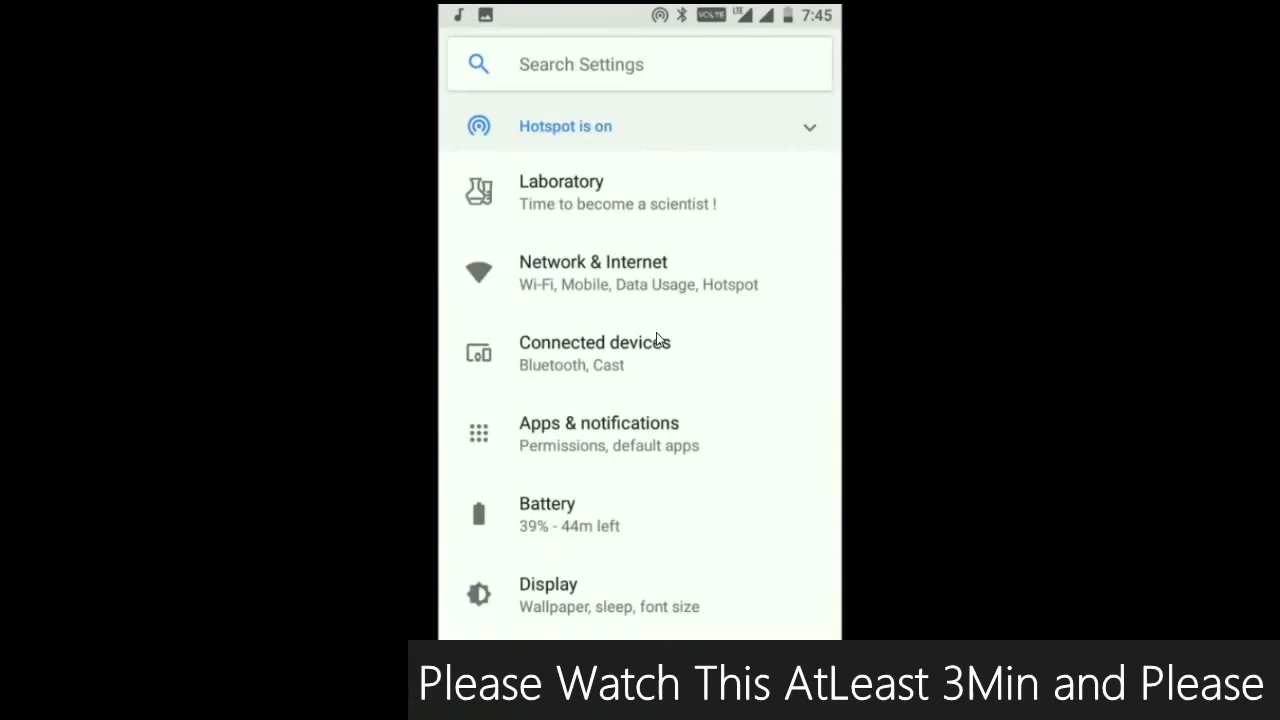 VOLTE LTE 7:45
Search Settings
Hotspot is on
Laboratory
Time to become a scientist !
Network & Internet
Wi-Fi, Mobile, Data Usage, Hotspot
Connected devices
Bluetooth, Cast
Apps & notifications
Permissions, default apps
Battery
39% - 44m left
Display
Wallpaper, sleep, font size
Please Watch This AtLeast 3Min and Please